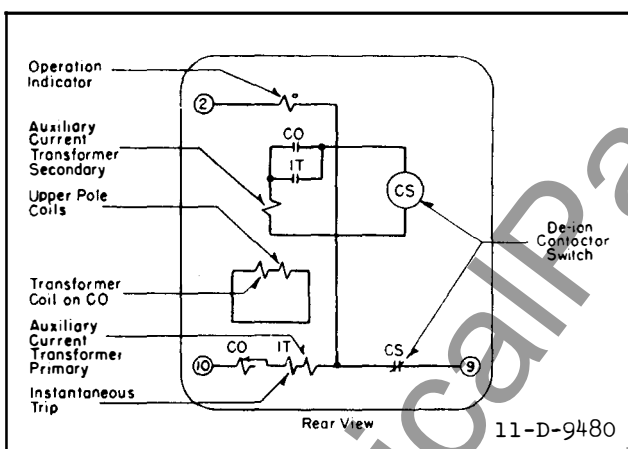 Operation
Indicator
2
Auxiliary
Current
Transformer
Secondary
CO
IT
CS
Upper Pole
Coils
De-ion
Contactor
Switch
Transformer
Coil on CO
Auxiliary
Current
Transformer
Primary
10
CO
IT
CS
9
Instantaneous
Trip
Rear View
11-D-9480